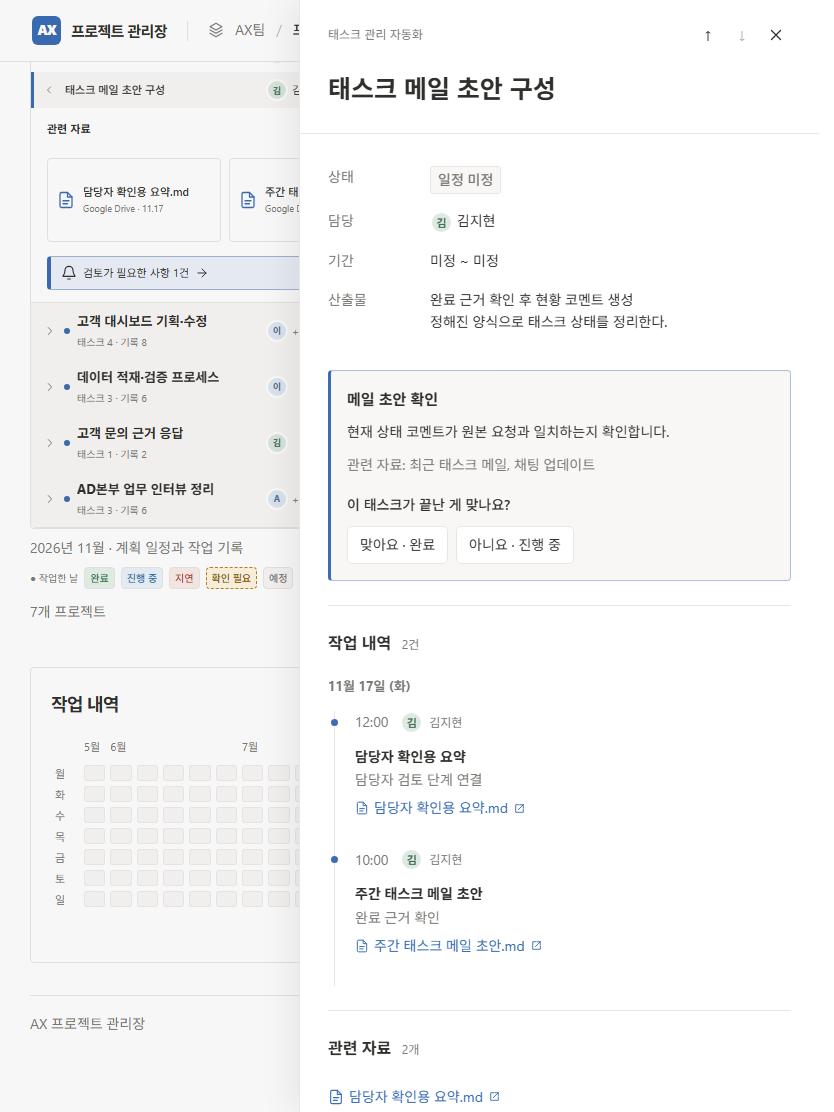 AX 프로젝트 관리장
AX팀 /
태스크 메일 초안 구성
김
관련 자료
담당자 확인용 요약.md
Google Drive · 11.17
주간
검토가 필요한 사항 1건 →
고객 대시보드 기획·수정
태스크 4 · 기록 8
이 +
데이터 적재·검증 프로세스
태스크 3 · 기록 6
이
고객 문의 근거 응답
태스크 1 · 기록 2
김
AD본부 업무 인터뷰 정리
태스크 3 · 기록 6
A +
2026년 11월 · 계획 일정과 작업 기록
● 작업한 날 완료 진행 중 지연 확인 필요 예정
7개 프로젝트
작업 내역
5월 6월 7월
월
화
수
목
금
토
일
AX 프로젝트 관리장
태스크 관리 자동화
↑ ↓ ×
태스크 메일 초안 구성
상태 일정 미정
담당 김 김지현
기간 미정 ~ 미정
산출물 완료 근거 확인 후 현황 코멘트 생성
정해진 양식으로 태스크 상태를 정리한다.
메일 초안 확인
현재 상태 코멘트가 원본 요청과 일치하는지 확인합니다.
관련 자료: 최근 태스크 메일, 채팅 업데이트
이 태스크가 끝난 게 맞나요?
맞아요 · 완료 아니요 · 진행 중
작업 내역 2건
11월 17일 (화)
12:00 김 김지현
담당자 확인용 요약
담당자 검토 단계 연결
담당자 확인용 요약.md
10:00 김 김지현
주간 태스크 메일 초안
완료 근거 확인
주간 태스크 메일 초안.md
관련 자료 2개
담당자 확인용 요약.md